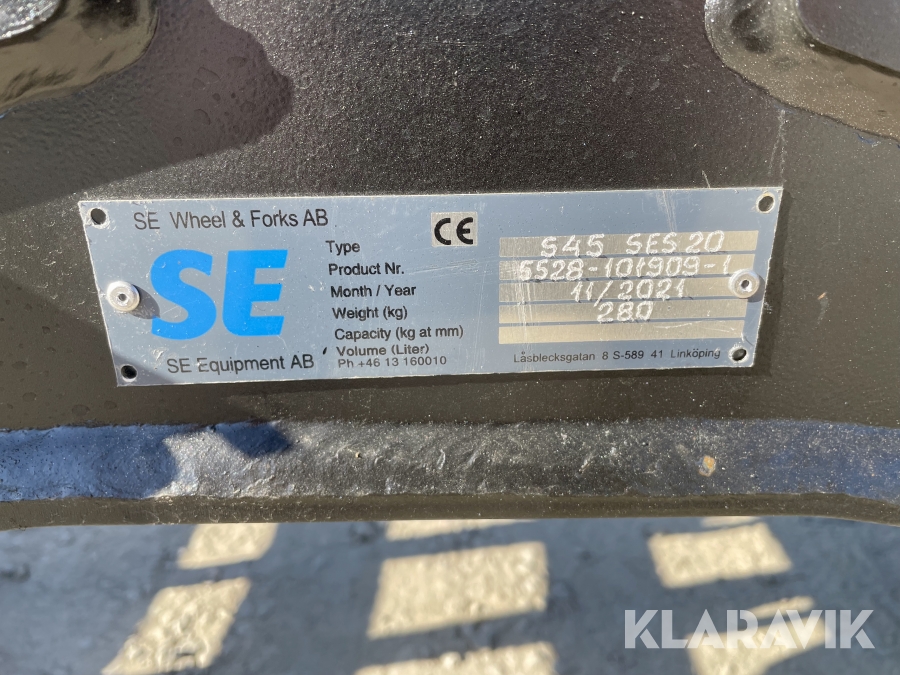 SE Wheel & Forks AB
SE
SE Equipment AB
CE
Type S45 SES 20
Product Nr. 5528-101909-1
Month / Year 11/2021
Weight (kg) 280
Capacity (kg at mm)
Volume (Liter)
Ph +46 13 160010
Låsblecksgatan 8 S-589 41 Linköping
KLARAVIK